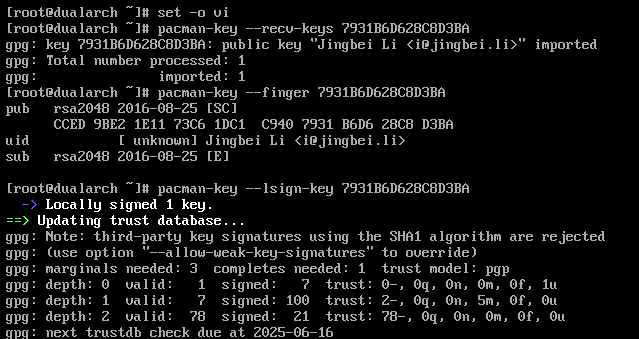 [root@dualarch ~]# set -o vi
[root@dualarch ~]# pacman-key --recv-keys 7931B6D628C8D3BA
gpg: key 7931B6D628C8D3BA: public key "Jingbei Li <i@jingbei.li>" imported
gpg: Total number processed: 1
gpg:               imported: 1
[root@dualarch ~]# pacman-key --finger 7931B6D628C8D3BA
pub   rsa2048 2016-08-25 [SC]
      CCED 9BE2 1E11 73C6 1DC1  C940 7931 B6D6 28C8 D3BA
uid           [ unknown] Jingbei Li <i@jingbei.li>
sub   rsa2048 2016-08-25 [E]
[root@dualarch ~]# pacman-key --lsign-key 7931B6D628C8D3BA
  -> Locally signed 1 key.
==> Updating trust database...
gpg: Note: third-party key signatures using the SHA1 algorithm are rejected
gpg: (use option "--allow-weak-key-signatures" to override)
gpg: marginals needed: 3  completes needed: 1  trust model: pgp
gpg: depth: 0  valid:   1  signed:   7  trust: 0-, 0q, 0n, 0m, 0f, 1u
gpg: depth: 1  valid:   7  signed: 100  trust: 2-, 0q, 0n, 5m, 0f, 0u
gpg: depth: 2  valid:  78  signed:  21  trust: 78-, 0q, 0n, 0m, 0f, 0u
gpg: next trustdb check due at 2025-06-16